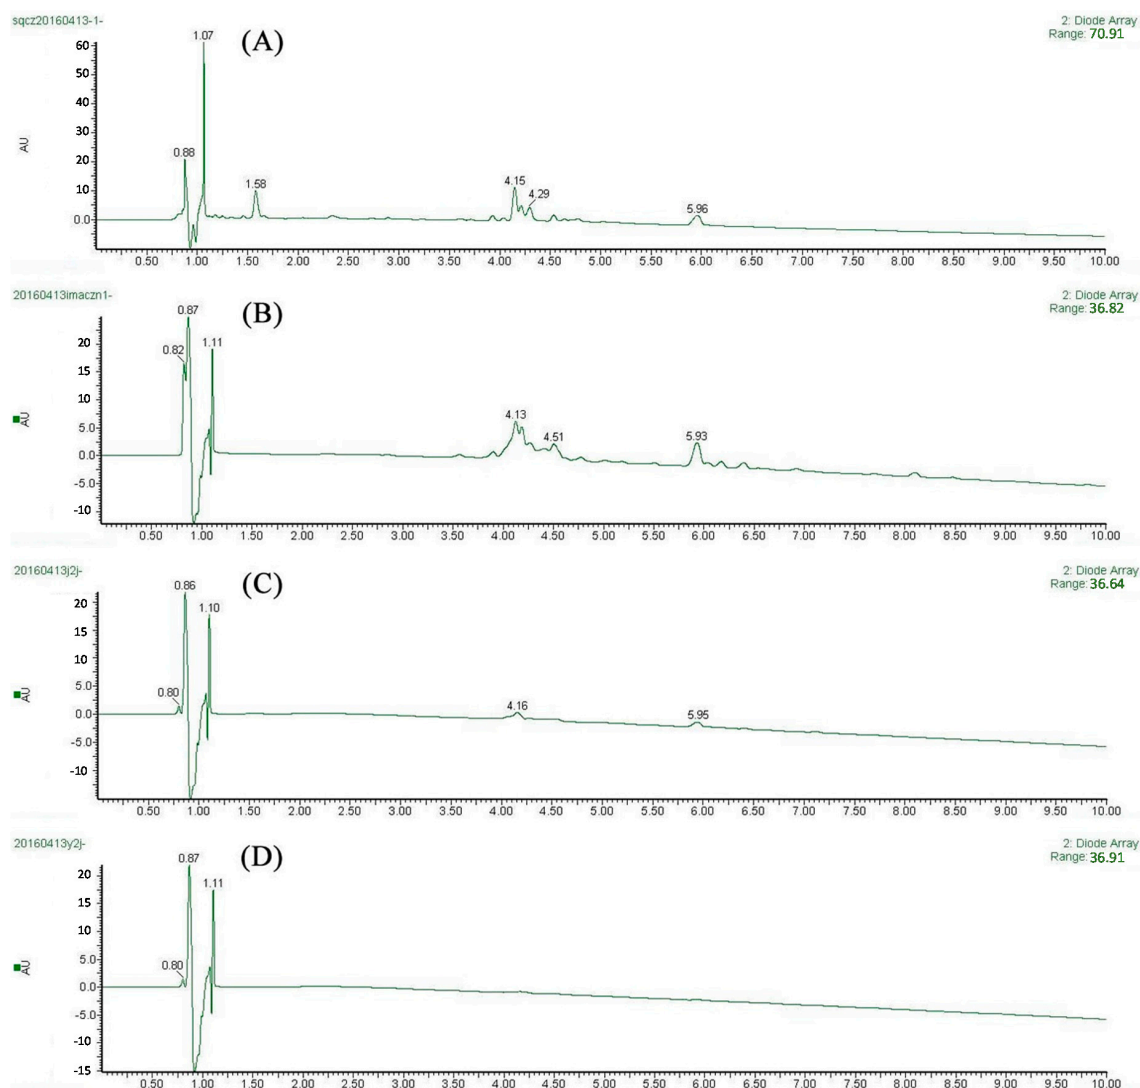 sqcz20160413-1-
(A)
2: Diode Array
Range: 70.91
AU
60
50
40
30
20
10
0.0
0.88
1.07
1.58
4.15
4.29
5.96
0.50 1.00 1.50 2.00 2.50 3.00 3.50 4.00 4.50 5.00 5.50 6.00 6.50 7.00 7.50 8.00 8.50 9.00 9.50 10.00
20160413imaczn1-
(B)
2: Diode Array
Range: 36.82
AU
20
15
10
5.0
0.0
-5.0
-10
0.82
0.87
1.11
4.13
4.51
5.93
0.50 1.00 1.50 2.00 2.50 3.00 3.50 4.00 4.50 5.00 5.50 6.00 6.50 7.00 7.50 8.00 8.50 9.00 9.50 10.00
20160413j2j-
(C)
2: Diode Array
Range: 36.64
AU
20
15
10
5.0
0.0
-5.0
-10
0.80
0.86
1.10
4.16
5.95
0.50 1.00 1.50 2.00 2.50 3.00 3.50 4.00 4.50 5.00 5.50 6.00 6.50 7.00 7.50 8.00 8.50 9.00 9.50 10.00
20160413y2j-
(D)
2: Diode Array
Range: 36.91
AU
20
15
10
5.0
0.0
-5.0
-10
-15
0.80
0.87
1.11
0.50 1.00 1.50 2.00 2.50 3.00 3.50 4.00 4.50 5.00 5.50 6.00 6.50 7.00 7.50 8.00 8.50 9.00 9.50 10.00